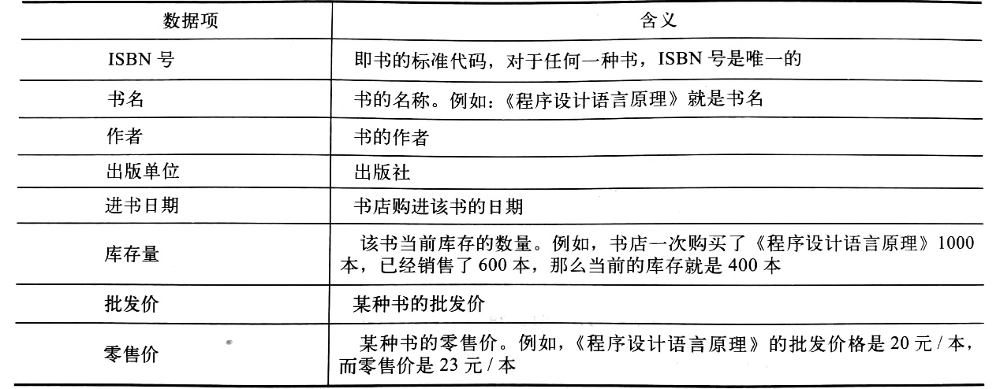 数据项 含义
ISBN 号 即书的标准代码，对于任何一种书，ISBN 号是唯一的
书名 书的名称。例如：《程序设计语言原理》就是书名
作者 书的作者
出版单位 出版社
进书日期 书店购进该书的日期
库存量 该书当前库存的数量。例如，书店一次购买了《程序设计语言原理》1000
本，已经销售了 600 本，那么当前的库存就是 400 本
批发价 某种书的批发价
零售价 某种书的零售价。例如，《程序设计语言原理》的批发价格是 20 元 / 本，
而零售价是 23 元 / 本